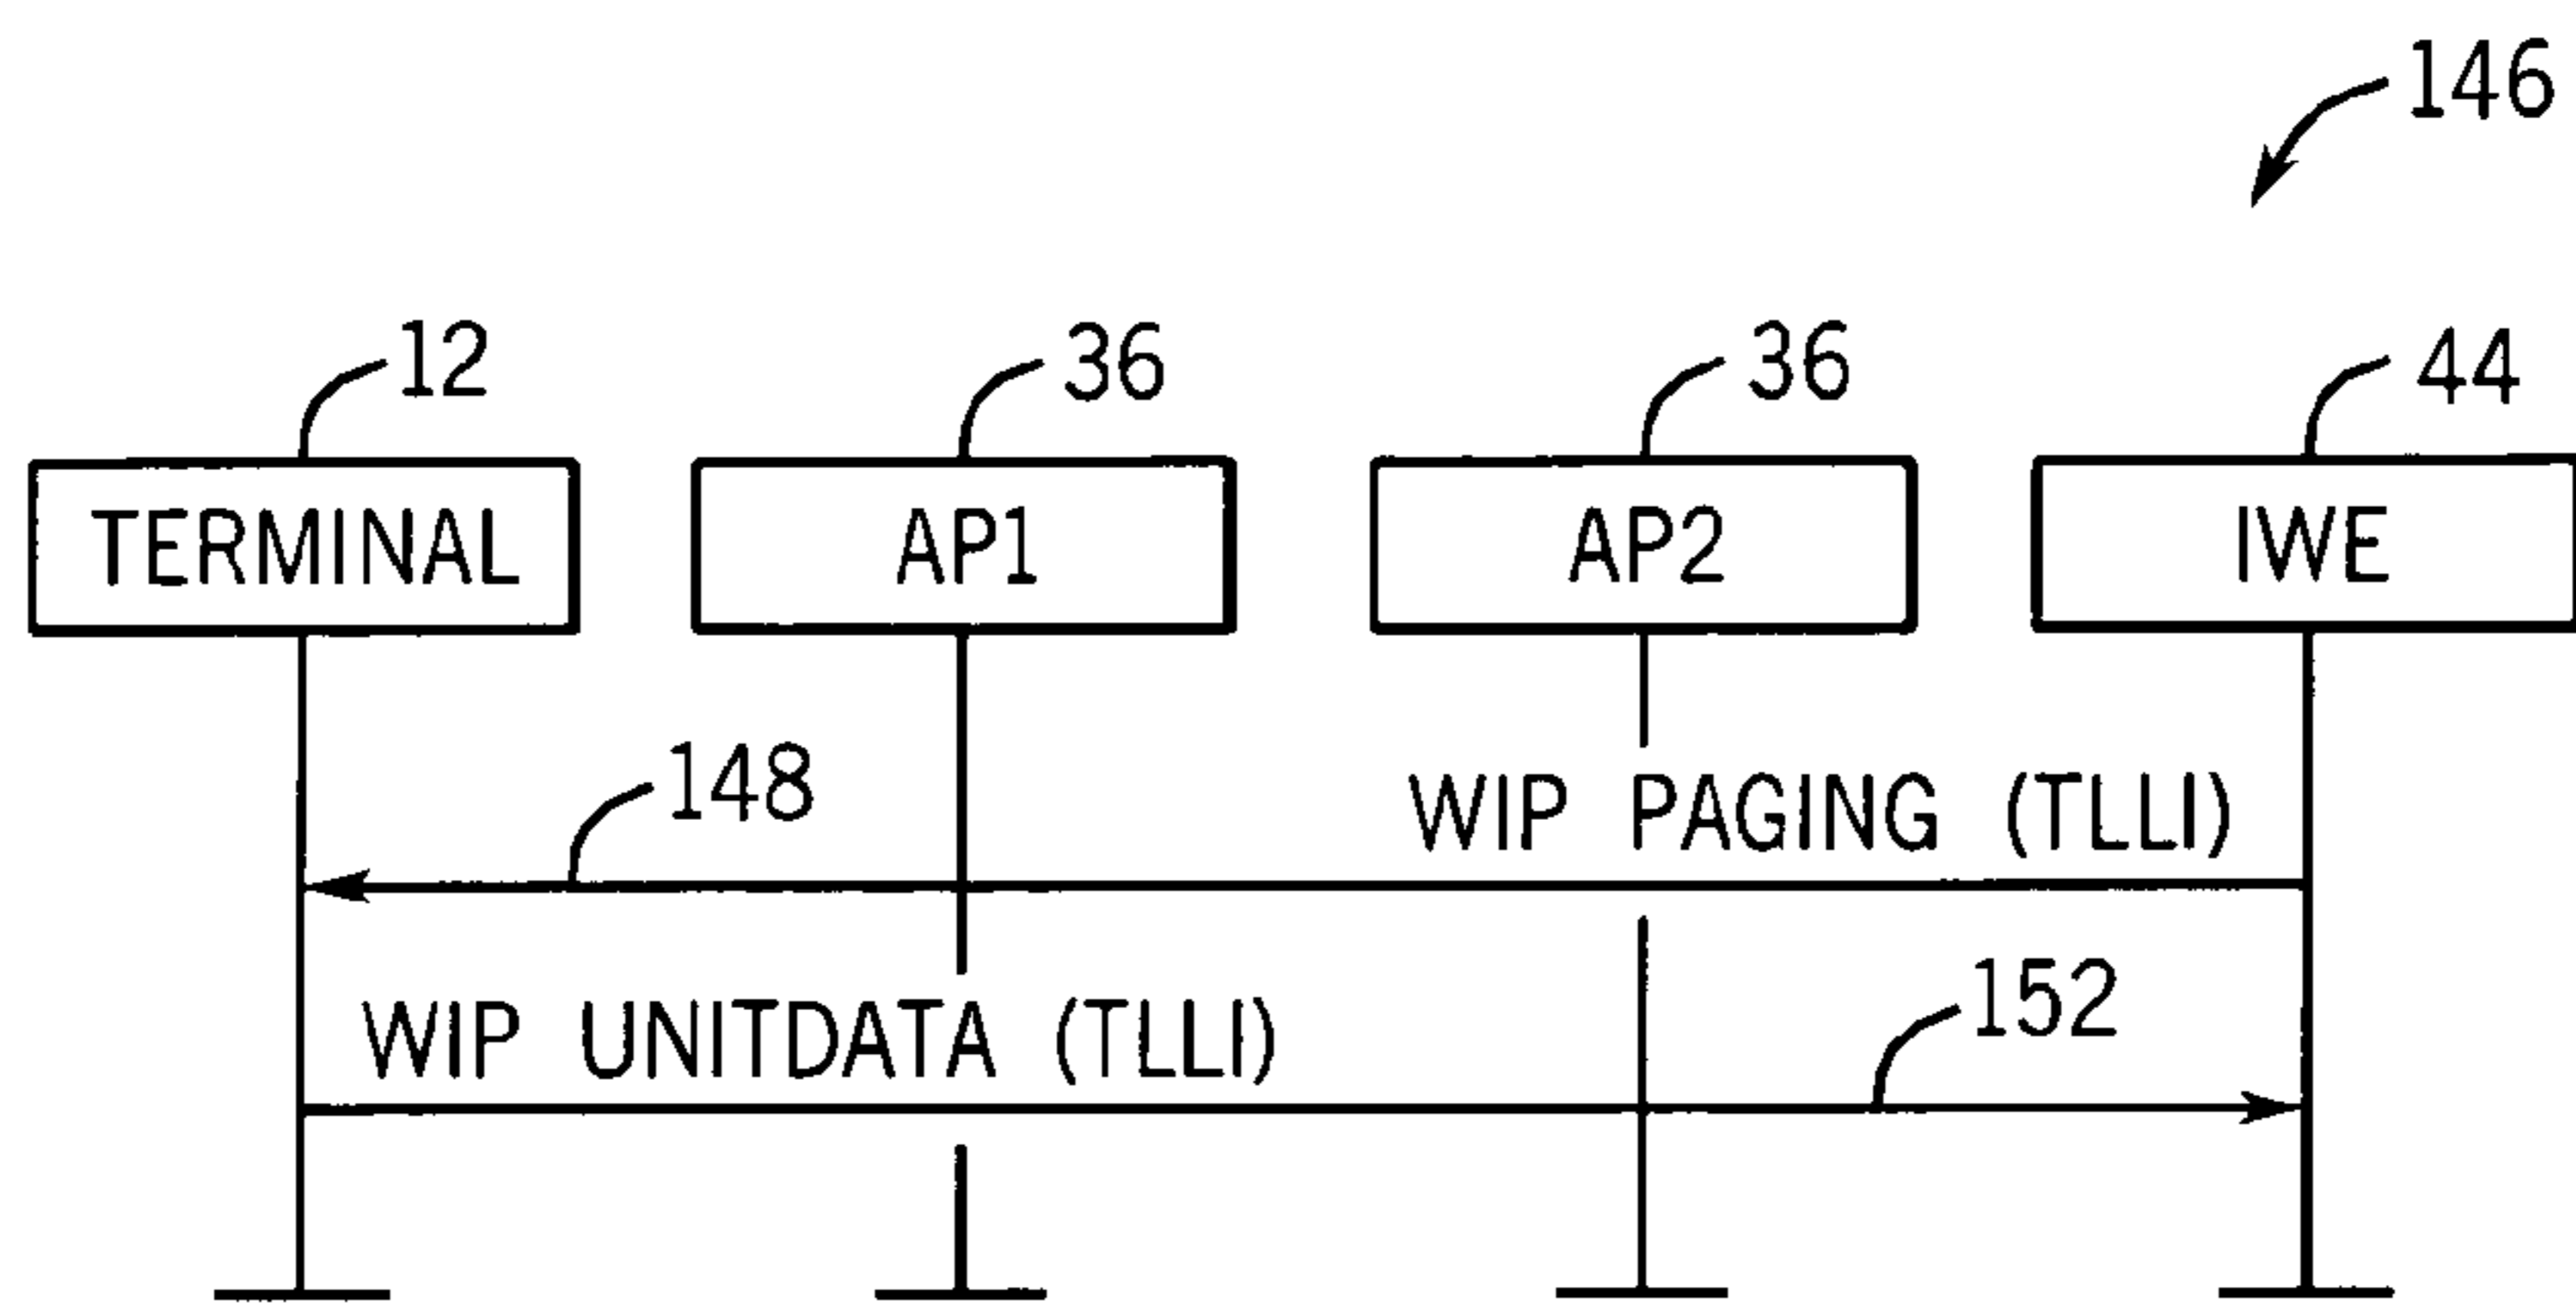 146
12
36
36
44
TERMINAL
AP1
AP2
IWE
148
WIP PAGING (TLLI)
WIP UNITDATA (TLLI)
152